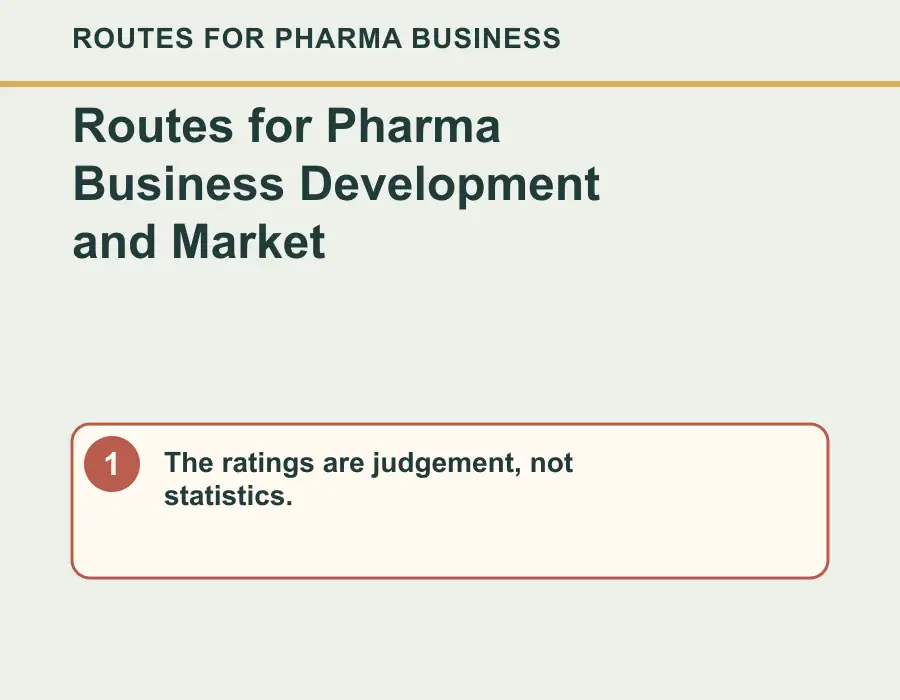 ROUTES FOR PHARMA BUSINESS
Routes for Pharma
Business Development
and Market
1
The ratings are judgement, not
statistics.